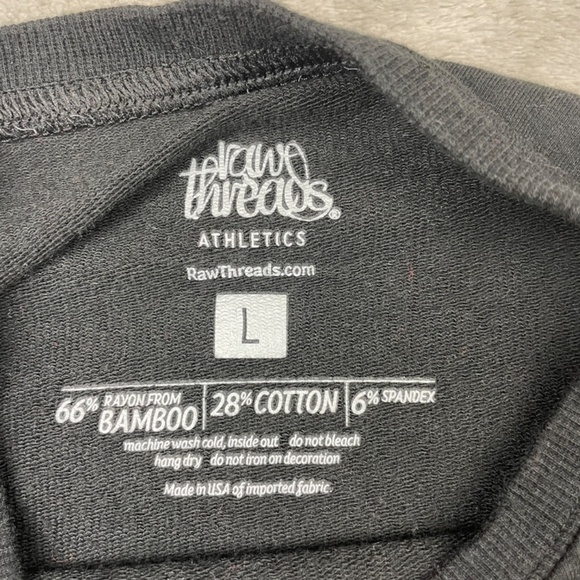 raw
threads®
ATHLETICS
RawThreads.com
L
66% RAYON FROM BAMBOO | 28% COTTON | 6% SPANDEX
machine wash cold, inside out do not bleach
hang dry do not iron on decoration
Made in USA of imported fabric.